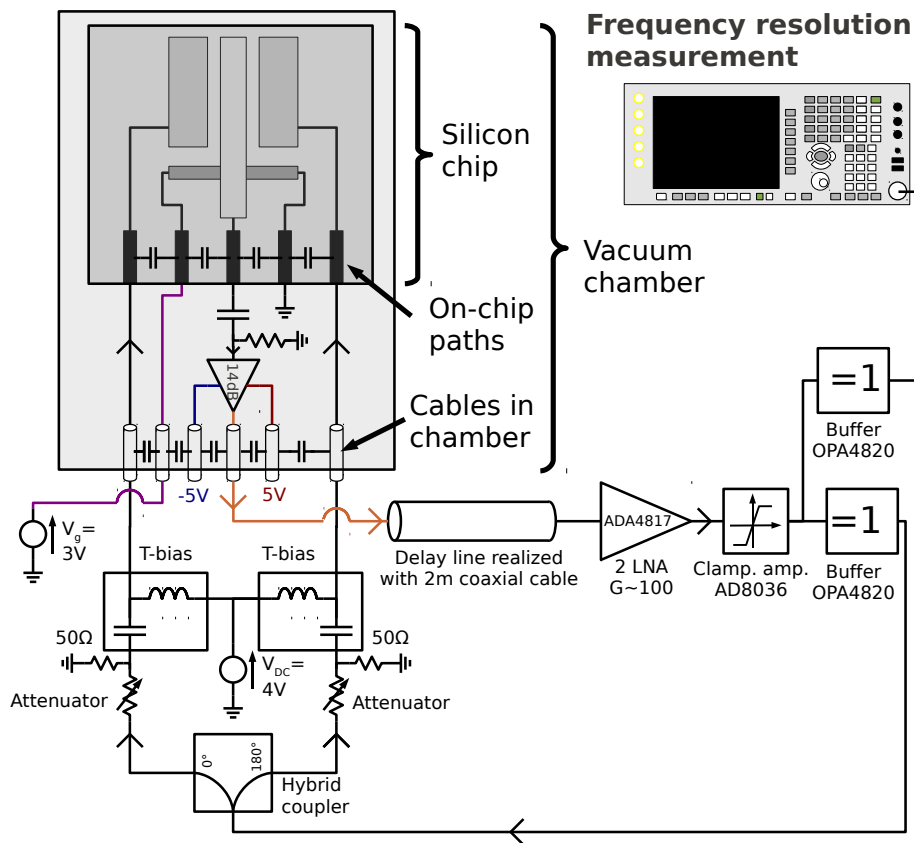 Frequency resolution
measurement
Silicon
chip
Vacuum
chamber
On-chip
paths
14dB
Cables in
chamber
-5V
5V
=1
Buffer
OPA4820
Vg=
3V
T-bias
T-bias
Delay line realized
with 2m coaxial cable
ADA4817
2 LNA
G~100
Clamp. amp.
AD8036
=1
Buffer
OPA4820
50Ω
50Ω
VDC=
4V
Attenuator
Attenuator
0°
180°
Hybrid
coupler